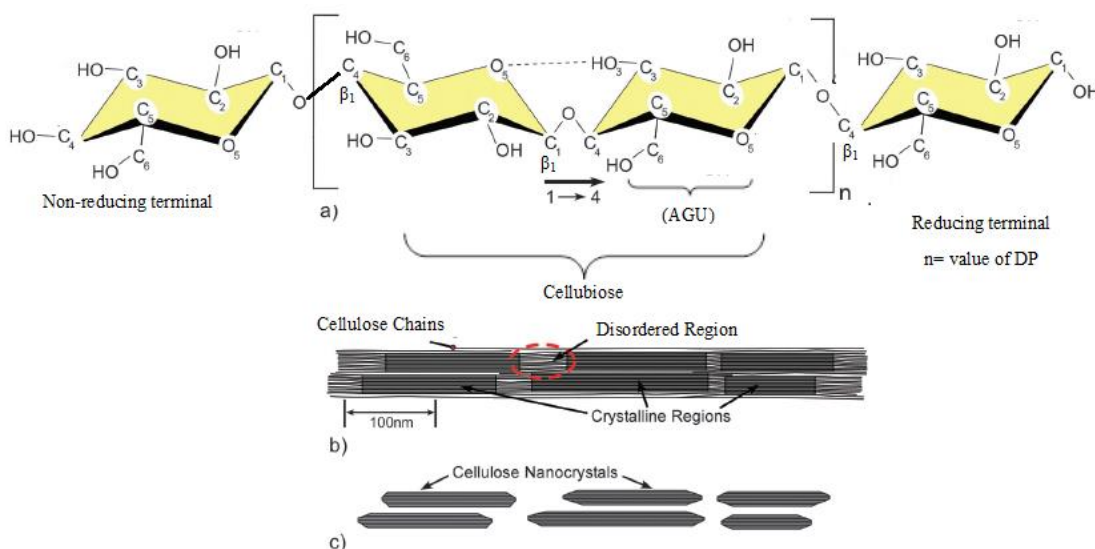 OH
HO
C3
C2
C1
O
C5
HO
C4
O5
C6
HO
Non-reducing terminal
HO
C6
C4
β1
O5
C5
C2
HO
C3
OH
C1
β1
O
C4
HO3
C3
OH
C2
C1
C5
O5
C6
HO
1 → 4
(AGU)
n
O
C4
β1
HO
C3
OH
C2
C1
OH
C5
O5
C6
HO
Reducing terminal
n= value of DP
a)
Cellubiose
Cellulose Chains
Disordered Region
Crystalline Regions
100nm
b)
Cellulose Nanocrystals
c)